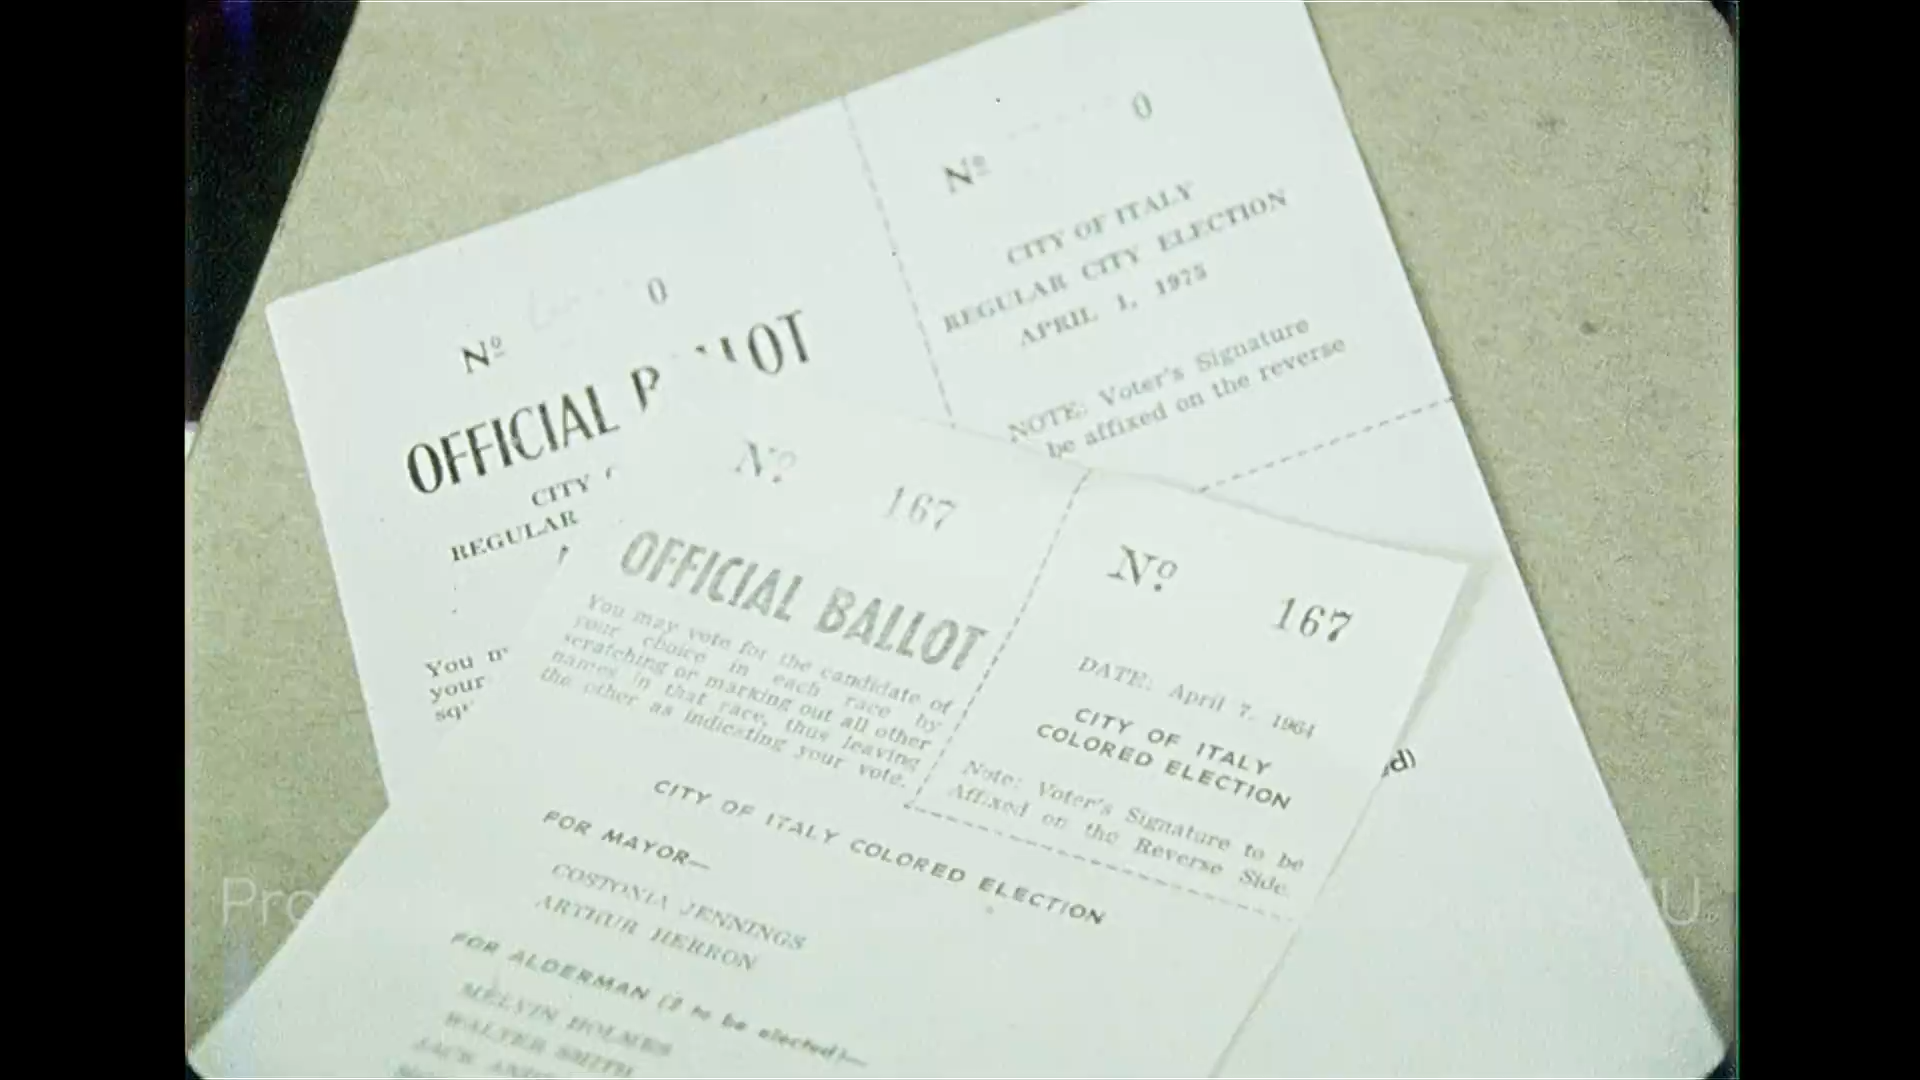 Nº 0
CITY OF ITALY
REGULAR CITY ELECTION
APRIL 1, 1975
NOTE: Voter's Signature
be affixed on the reverse
Nº 0
OFFICIAL B LLOT
CITY
REGULAR
You
your
Nº 167
OFFICIAL BALLOT
You may vote for the candidate of
your choice in each race by
scratching or marking out all other
names in that race, thus leaving
the other as indicating your vote.
Nº 167
DATE: April 7, 1964
CITY OF ITALY
COLORED ELECTION
Note: Voter's Signature to be
Affixed on the Reverse Side.
CITY OF ITALY COLORED ELECTION
FOR MAYOR—
COSTONIA JENNINGS
ARTHUR HERRON
FOR ALDERMAN (2 to be elected)—
MELVIN HOLMES
WALTER SMITH
JACK
d)
Pro